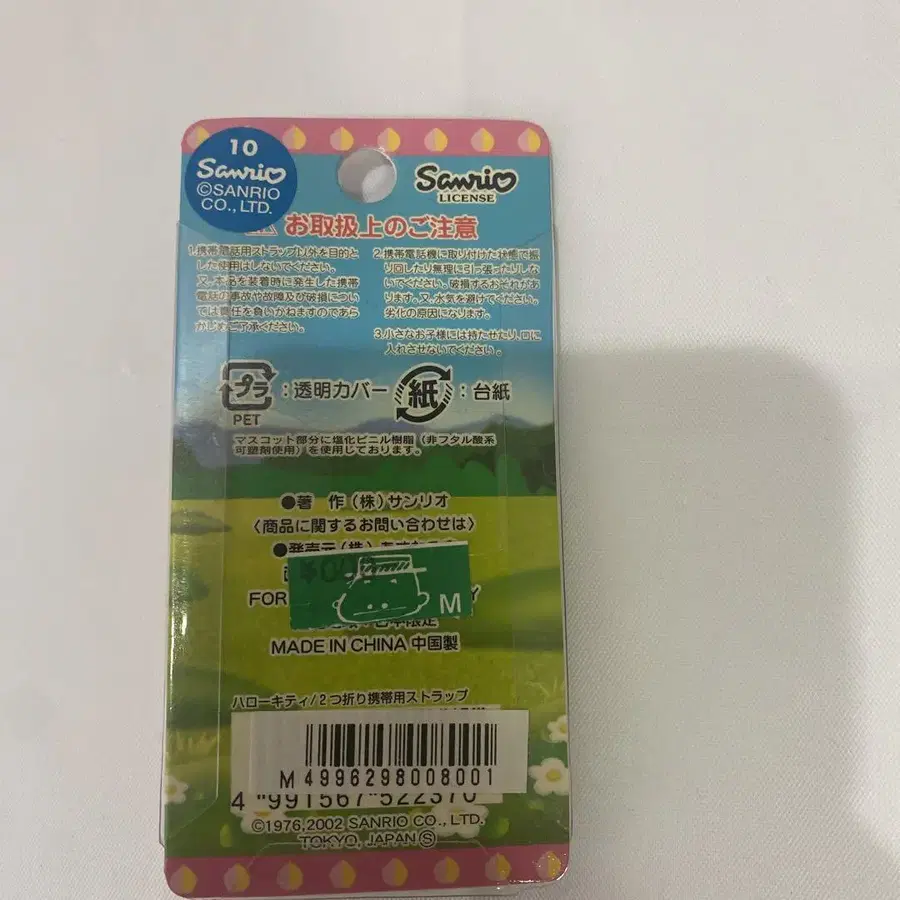 10
Sanrio
©SANRIO
CO., LTD.
Sanrio
LICENSE
お取扱上のご注意
1.携帯電話用ストラップ以外を目的と
した使用はしないでください。
又、本品を装着時に発生した携帯
電話の事故や故障及び破損につい
ては責任を負いかねますのであら
かじめご了承ください。
2.携帯電話機に取り付けた状態で振
り回したり無理に引っ張ったりしな
いでください。破損するおそれがあ
ります。又、水気を避けてください。
劣化の原因になります。
3.小さなお子様には持たせたり、口に
入れさせないでください。
プラ
PET
:透明カバー
紙
:台紙
マスコット部分に塩化ビニル樹脂(非フタル酸系
可塑剤使用)を使用しております。
●著 作(株)サンリオ
〈商品に関するお問い合わせは〉
●発売元(株)
FOR
M
MADE IN CHINA 中国製
ハローキティ/2つ折り携帯用ストラップ
M 4996298008001
4 991567 522370
©1976,2002 SANRIO CO., LTD.
TOKYO, JAPAN Ⓢ